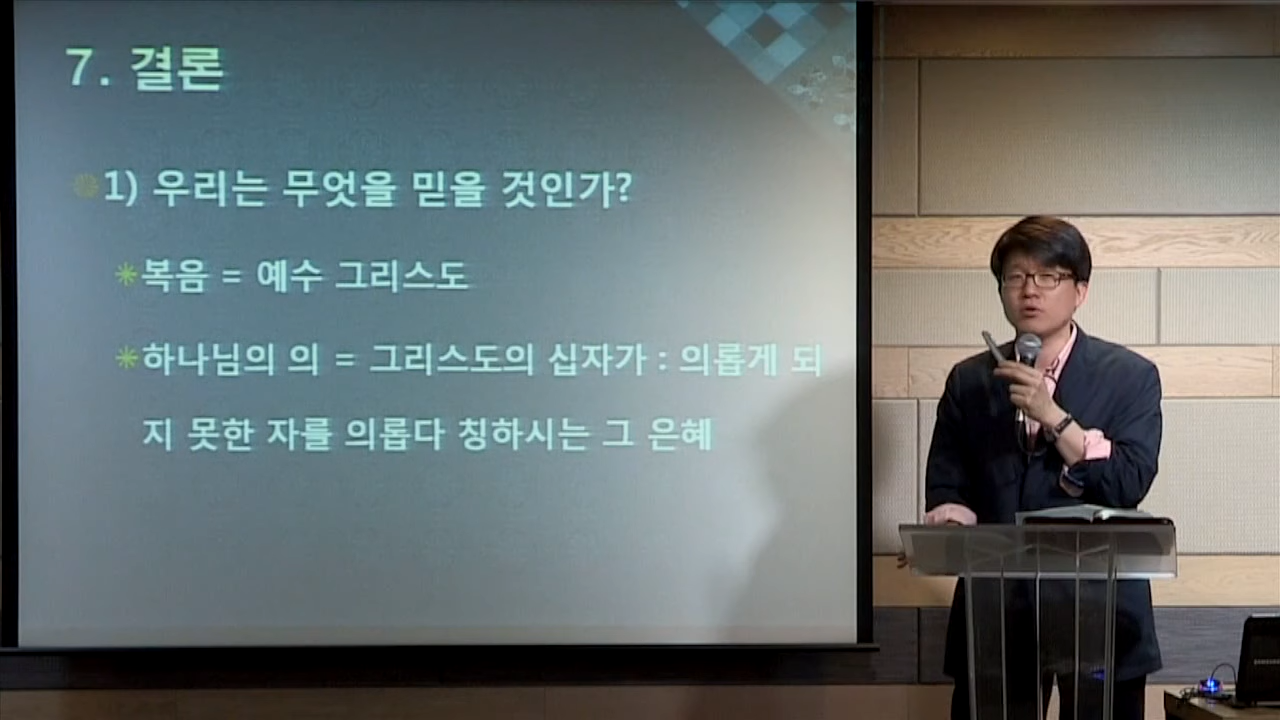 7. 결론
1) 우리는 무엇을 믿을 것인가?
복음 = 예수 그리스도
하나님의 의 = 그리스도의 십자가 : 의롭게 되
지 못한 자를 의롭다 칭하시는 그 은혜